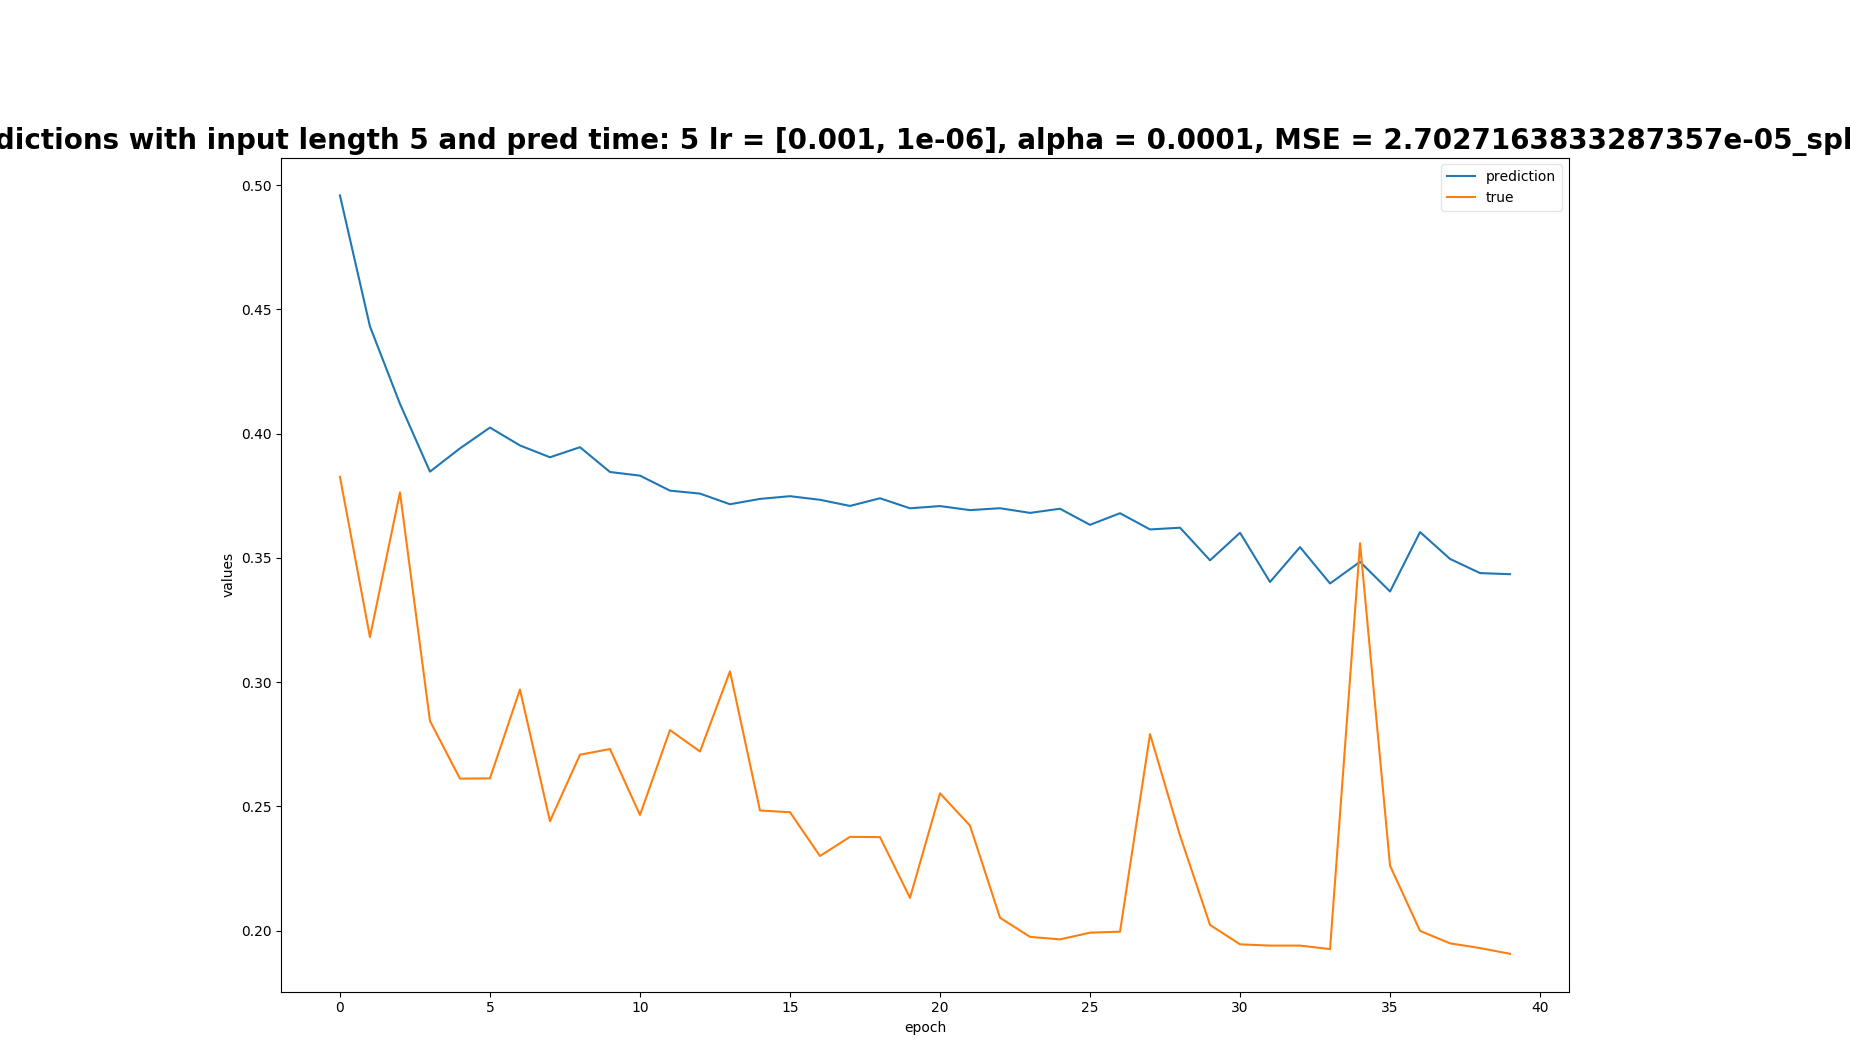 dictions with input length 5 and pred time: 5 lr = [0.001, 1e-06], alpha = 0.0001, MSE = 2.7027163833287357e-05_spl
prediction
true
0.50
0.45
0.40
0.35
0.30
0.25
0.20
values
0 5 10 15 20 25 30 35 40
epoch